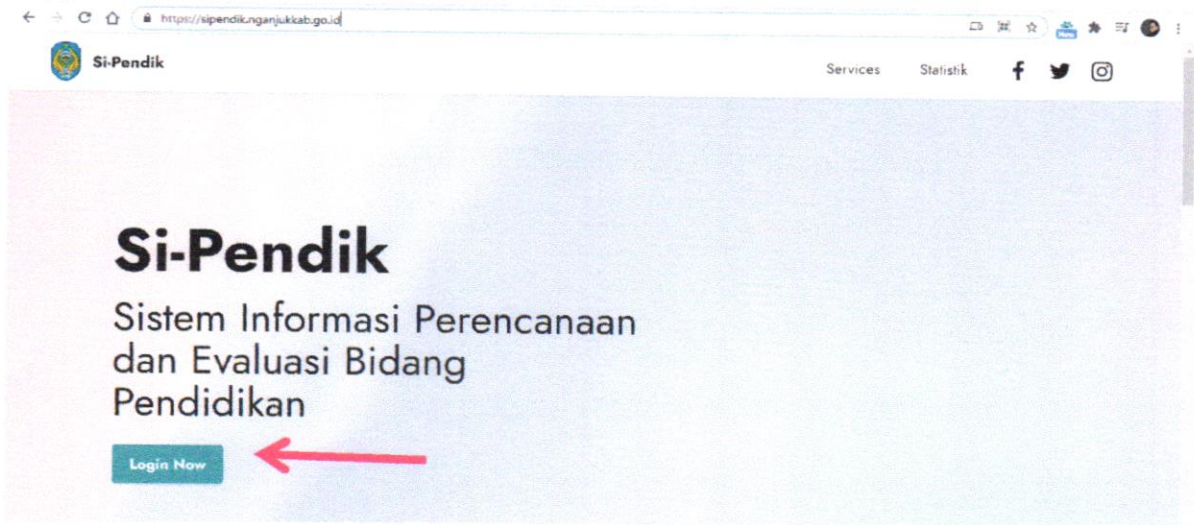 https://sipendik.nganjukkab.go.id
Si-Pendik
Services Statistik
Si-Pendik
Sistem Informasi Perencanaan
dan Evaluasi Bidang
Pendidikan
Login Now